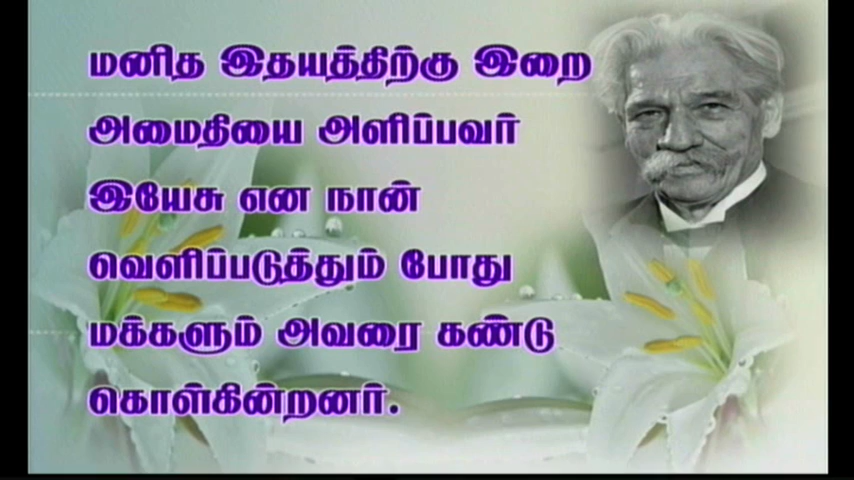 மனித இதயத்திற்கு இறை
அமைதியை அளிப்பவர்
இயேசு என நான்
வெளிப்படுத்தும் போது
மக்களும் அவரை கண்டு
கொள்கின்றனர்.